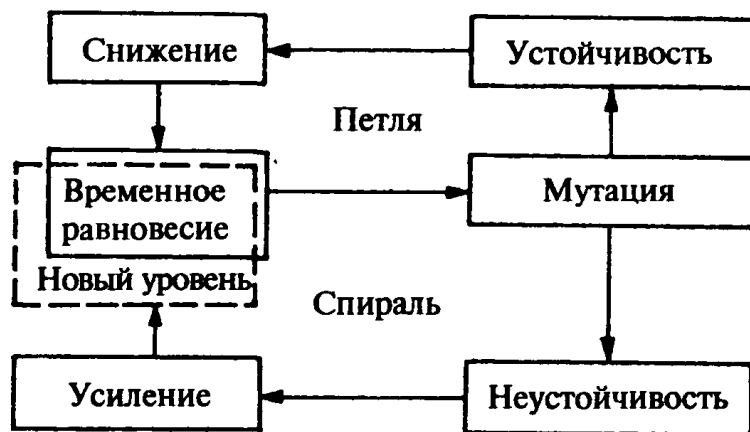 Снижение
Устойчивость
Петля
Временное
равновесие
Мутация
Новый уровень
Спираль
Усиление
Неустойчивость